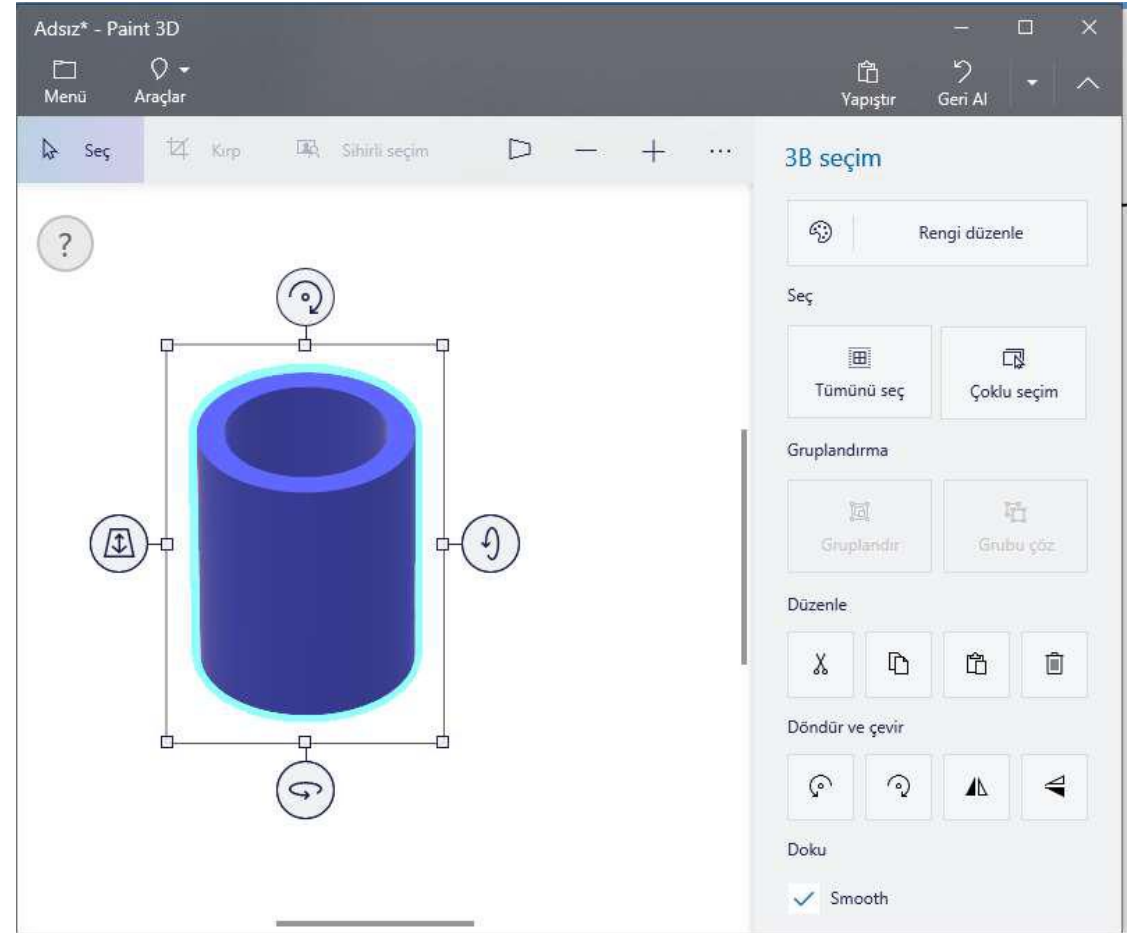 Adsız* - Paint 3D
Menü
Araçlar
Yapıştır
Geri Al
Seç
Kırp
Sihirli seçim
3B seçim
?
Rengi düzenle
Seç
Tümünü seç
Çoklu seçim
Gruplandırma
Gruplandır
Grubu çöz
Düzenle
Döndür ve çevir
Doku
Smooth